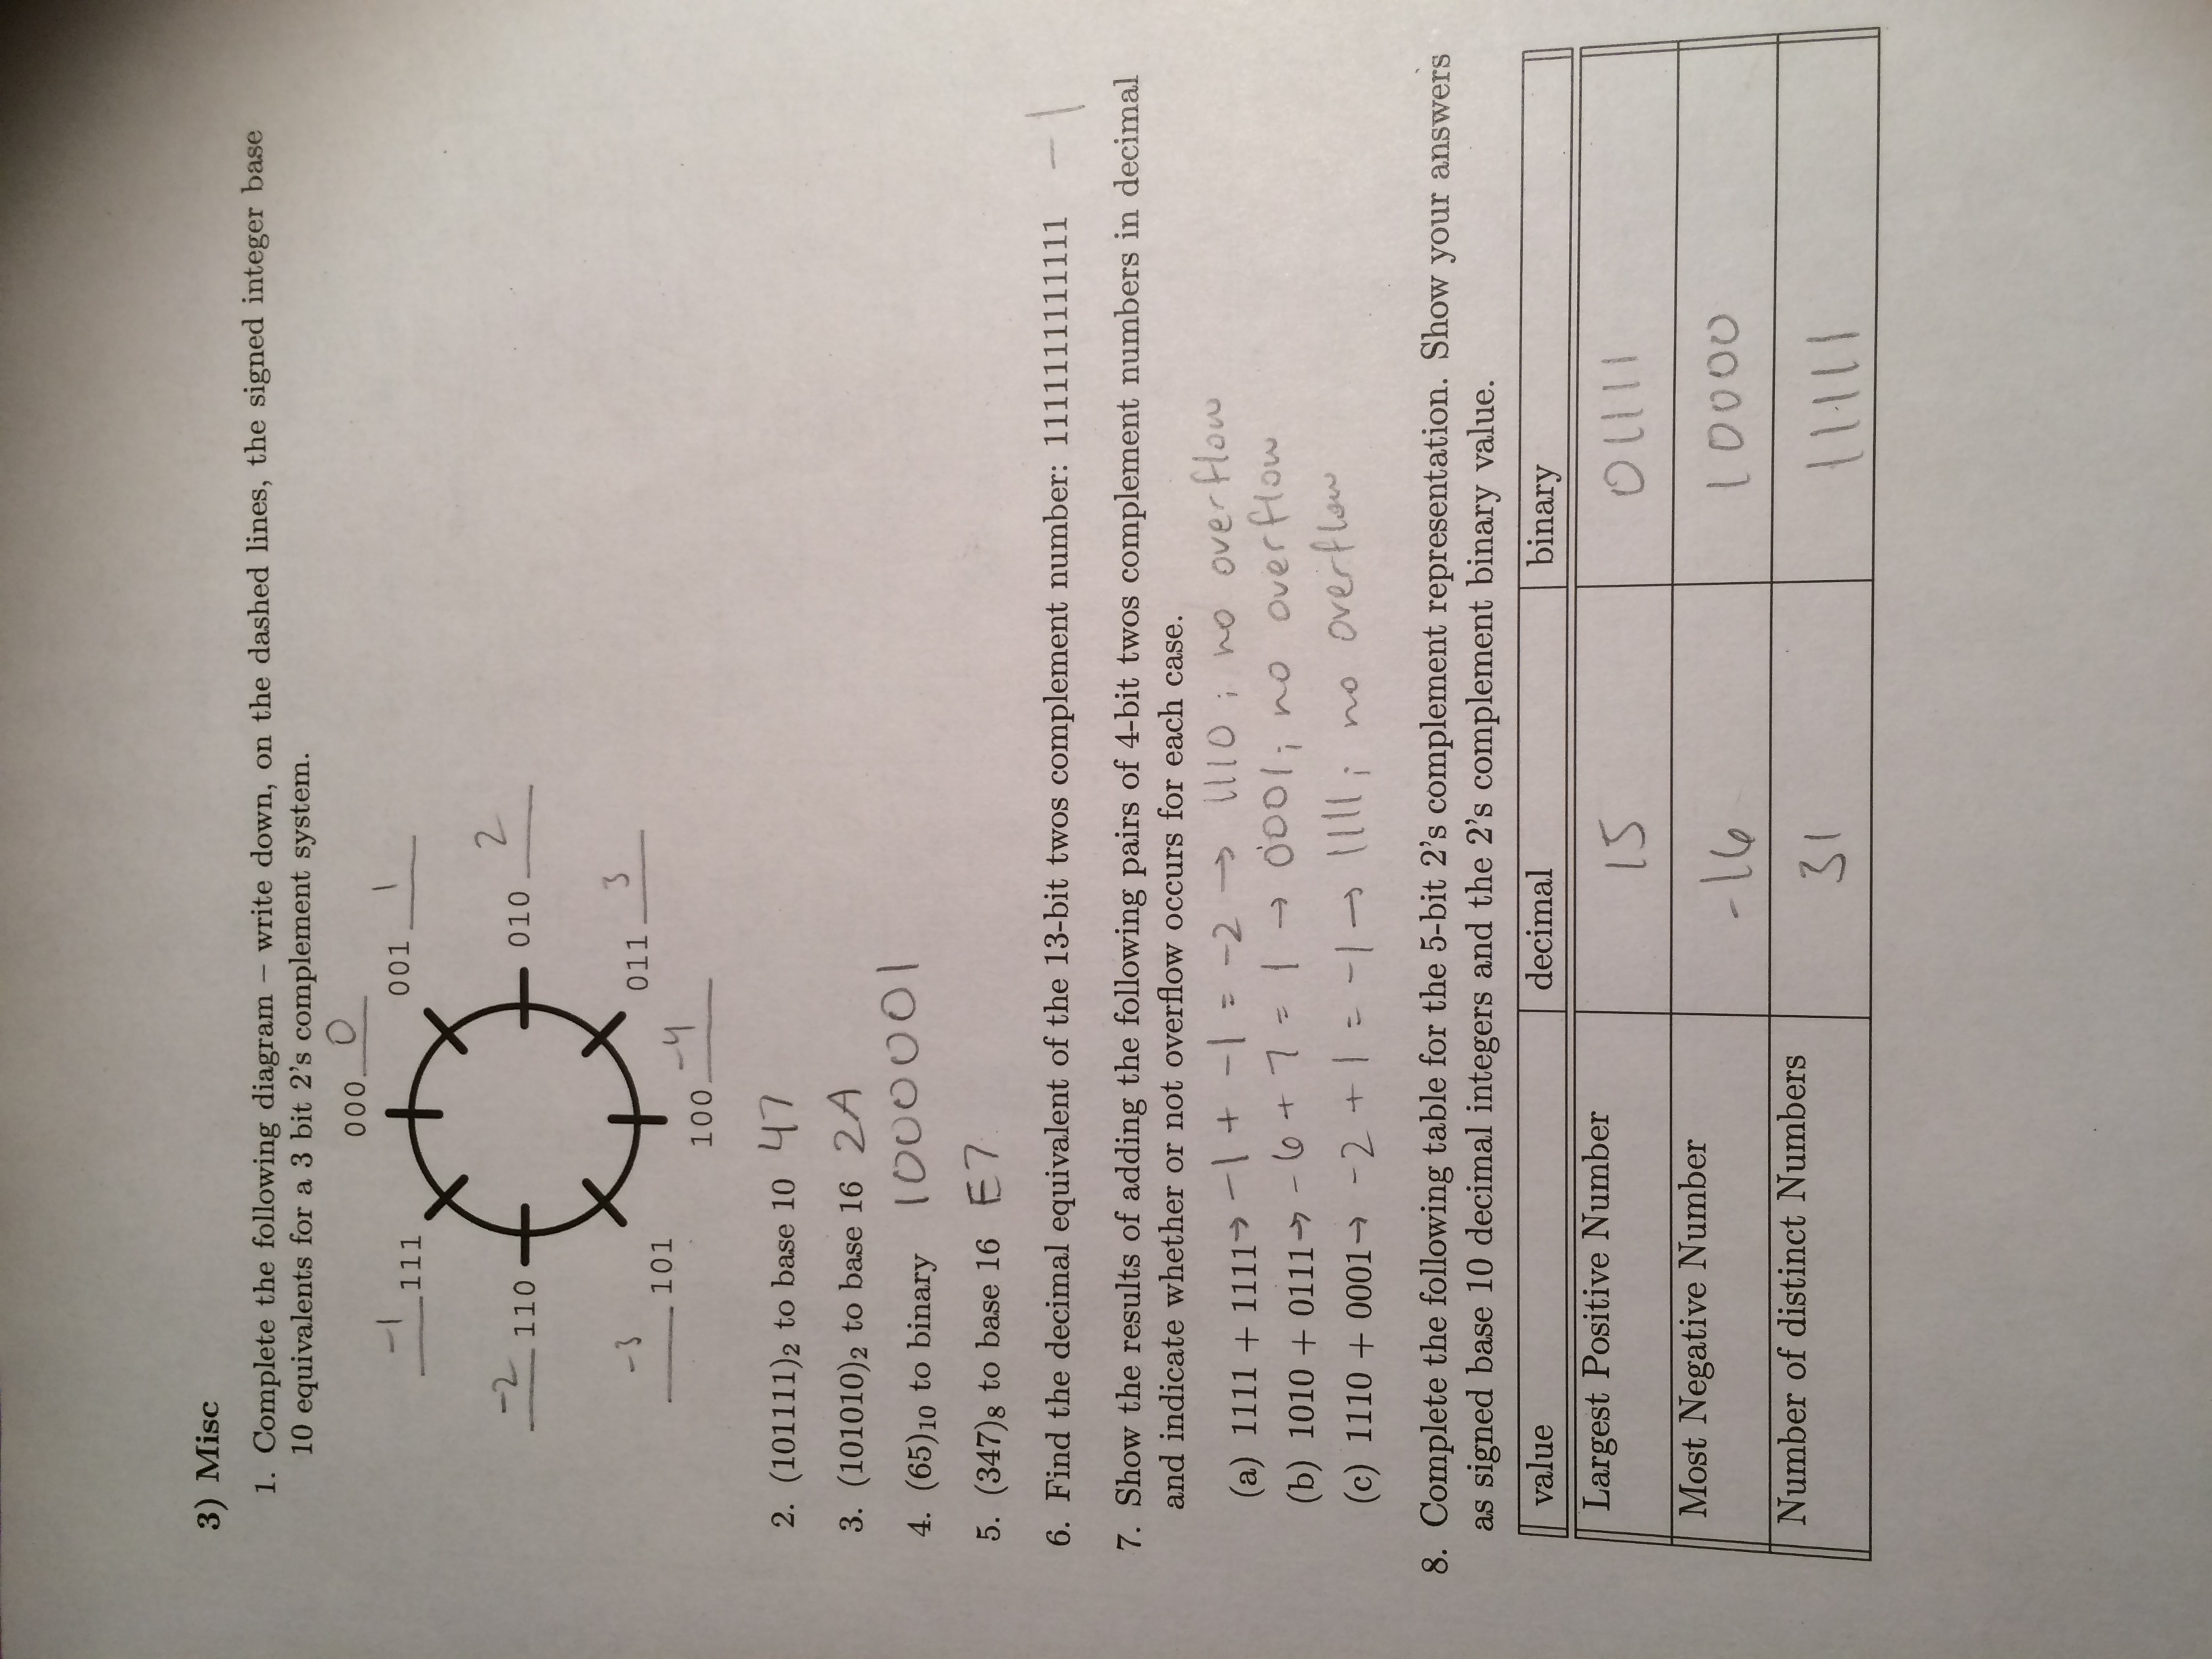 3) Misc
1. Complete the following diagram – write down, on the dashed lines, the signed integer base
10 equivalents for a 3 bit 2's complement system.
000 0
-1 111
001 1
-2 110
010 2
-3 101
011 3
100 -4
2. (101111)2 to base 10 47
3. (101010)2 to base 16 2A
4. (65)10 to binary 1000001
5. (347)8 to base 16 E7
6. Find the decimal equivalent of the 13-bit twos complement number: 1111111111111 -1
7. Show the results of adding the following pairs of 4-bit twos complement numbers in decimal
and indicate whether or not overflow occurs for each case.
(a) 1111 + 1111→ -1 + -1 = -2 → 1110; no overflow
(b) 1010 + 0111→ -6 + 7 = 1 → 0001; no overflow
(c) 1110 + 0001→ -2 + 1 = -1 → 1111; no overflow
8. Complete the following table for the 5-bit 2's complement representation. Show your answers
as signed base 10 decimal integers and the 2's complement binary value.
value decimal binary
Largest Positive Number 15 01111
Most Negative Number -16 10000
Number of distinct Numbers 31 11111